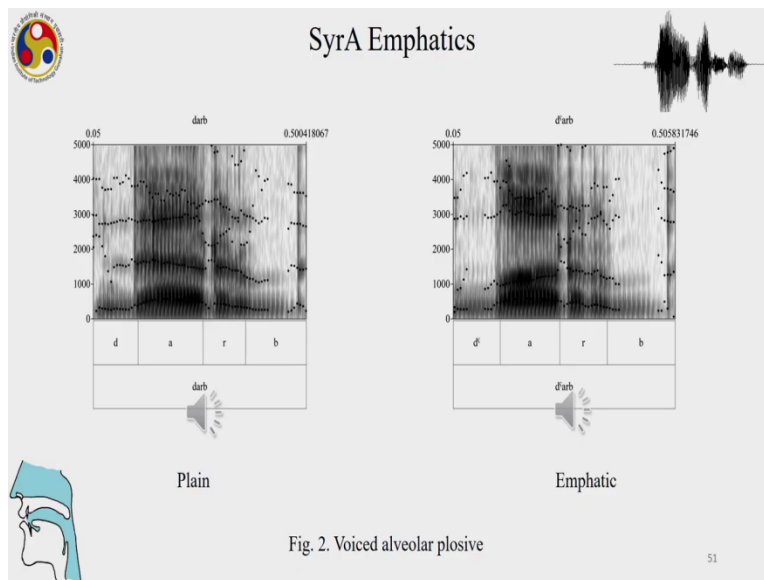 SyrA Emphatics
darb
0.05 0.500418067
5000
4000
3000
2000
1000
0
d a r b
darb
Plain
dˤarb
0.05 0.505831746
5000
4000
3000
2000
1000
0
dˤ a r b
dˤarb
Emphatic
Fig. 2. Voiced alveolar plosive
51